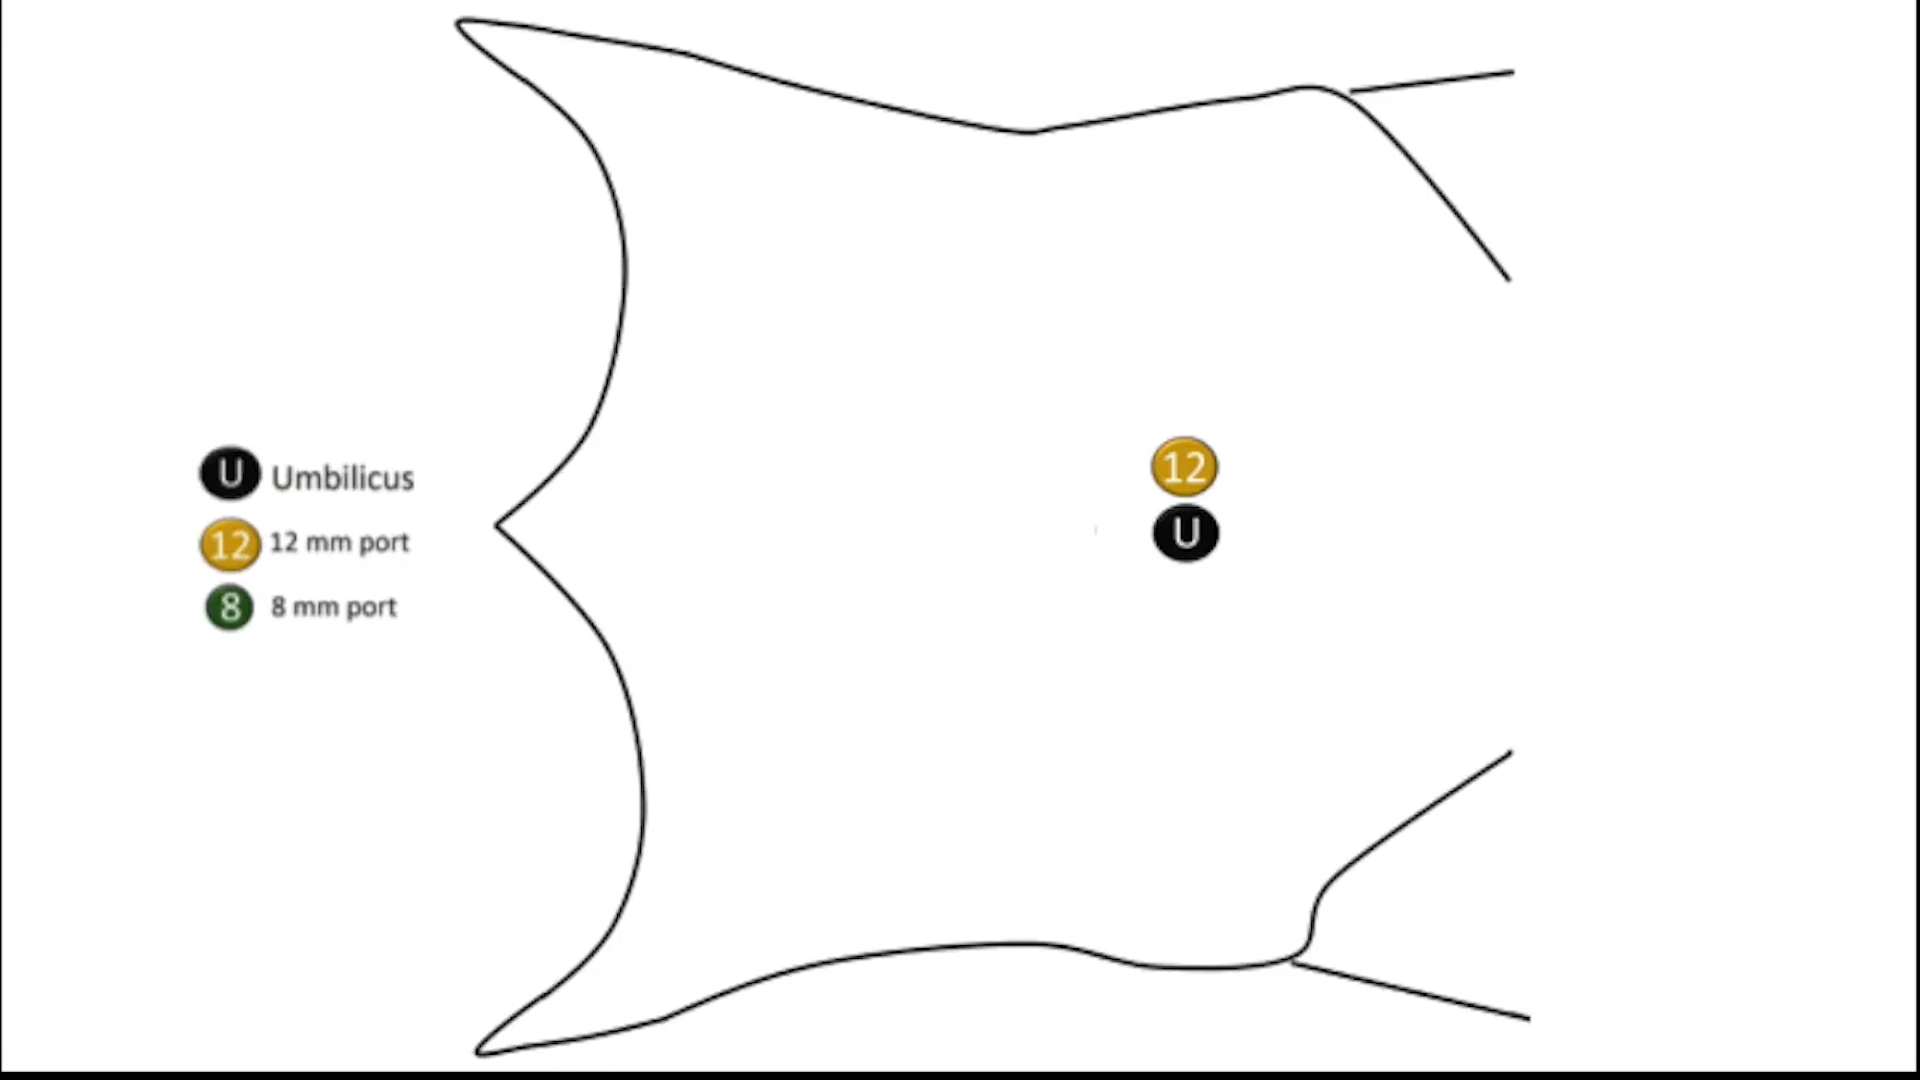 U Umbilicus
12 12 mm port
8 8 mm port
12
U